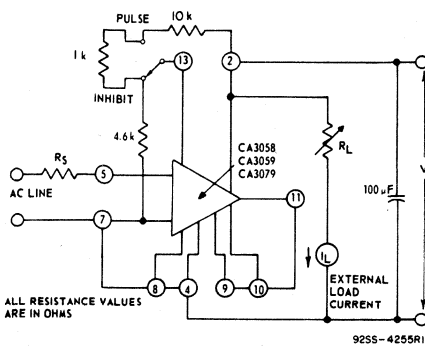 PULSE
10 k
1 k
13
2
INHIBIT
4.6 k
CA3058
CA3059
CA3079
RL
RS
5
AC LINE
100 µF
V
11
7
IL
8
4
9
10
EXTERNAL
LOAD
CURRENT
ALL RESISTANCE VALUES
ARE IN OHMS
92SS-4255RI